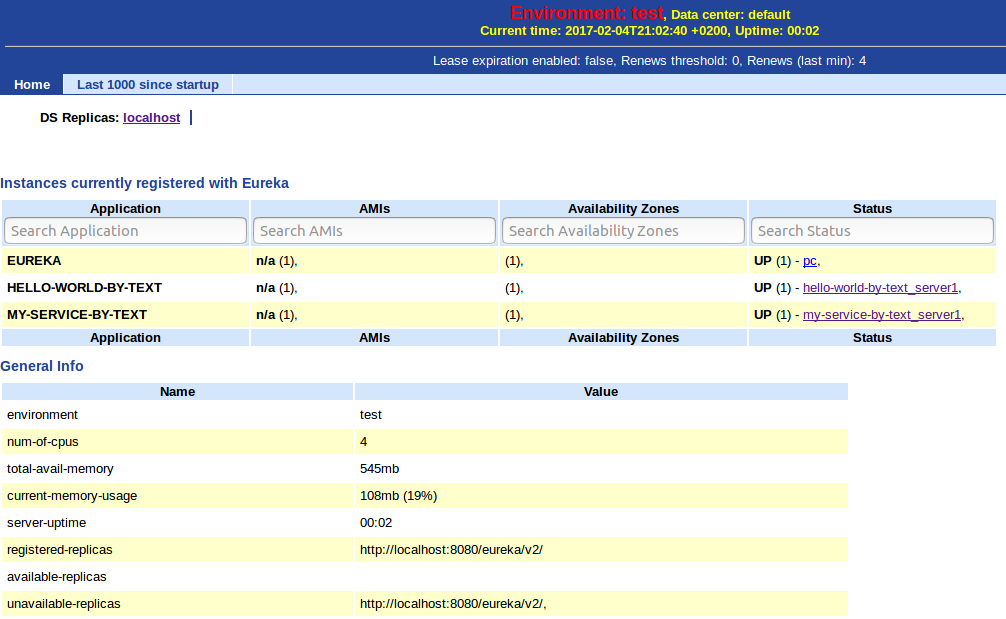 Environment: test, Data center: default
Current time: 2017-02-04T21:02:40 +0200, Uptime: 00:02
Lease expiration enabled: false, Renews threshold: 0, Renews (last min): 4
Home Last 1000 since startup
DS Replicas: localhost
Instances currently registered with Eureka
Application AMIs Availability Zones Status
Search Application Search AMIs Search Availability Zones Search Status
EUREKA n/a (1), (1), UP (1) - pc,
HELLO-WORLD-BY-TEXT n/a (1), (1), UP (1) - hello-world-by-text_server1,
MY-SERVICE-BY-TEXT n/a (1), (1), UP (1) - my-service-by-text_server1,
Application AMIs Availability Zones Status
General Info
Name Value
environment test
num-of-cpus 4
total-avail-memory 545mb
current-memory-usage 108mb (19%)
server-uptime 00:02
registered-replicas http://localhost:8080/eureka/v2/
available-replicas
unavailable-replicas http://localhost:8080/eureka/v2/,